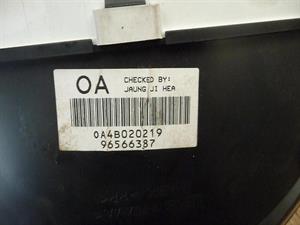 OA
CHECKED BY:
JAUNG JI HEA
0A4B020219
96566387